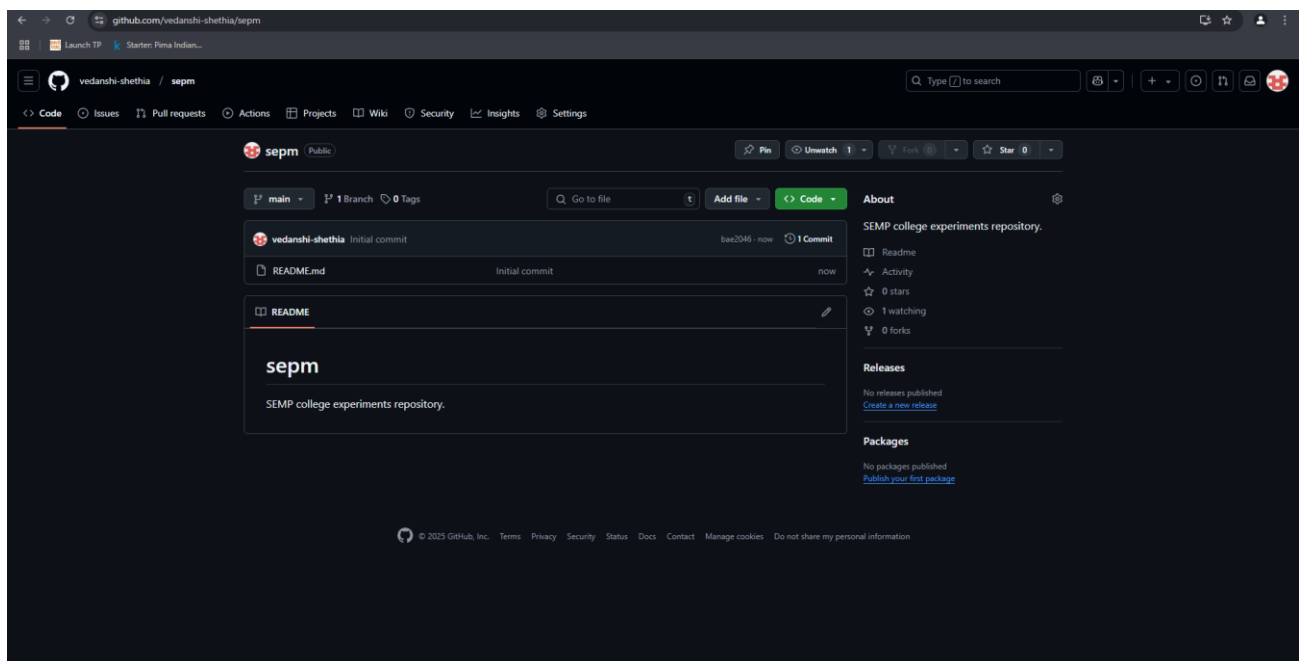 github.com/vedanshi-shethia/sepm
Launch TP Starter: Pima Indian...
vedanshi-shethia / sepm Type / to search
Code Issues Pull requests Actions Projects Wiki Security Insights Settings
sepm Public Pin Unwatch 1 Fork 0 Star 0
main 1 Branch 0 Tags Go to file t Add file Code
vedanshi-shethia Initial commit bae2046 · now 1 Commit
README.md Initial commit now
README
sepm
SEMP college experiments repository.
About
SEMP college experiments repository.
Readme
Activity
0 stars
1 watching
0 forks
Releases
No releases published
Create a new release
Packages
No packages published
Publish your first package
© 2025 GitHub, Inc. Terms Privacy Security Status Docs Contact Manage cookies Do not share my personal information